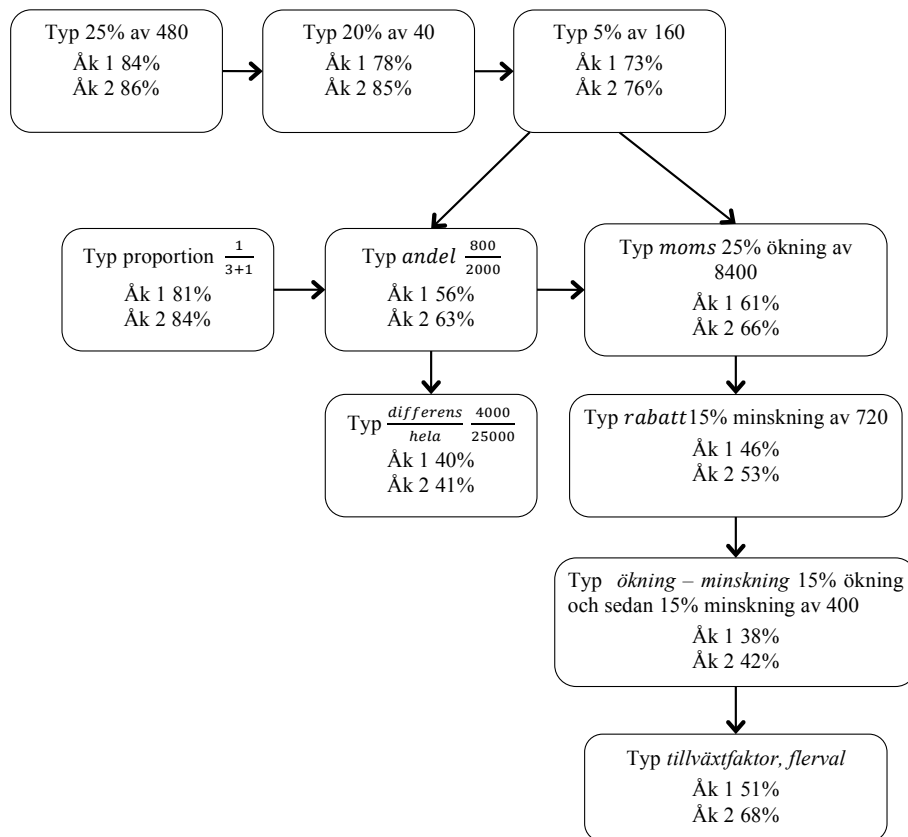 Typ 25% av 480
Åk 1 84%
Åk 2 86%
Typ 20% av 40
Åk 1 78%
Åk 2 85%
Typ 5% av 160
Åk 1 73%
Åk 2 76%
Typ proportion 1/(3+1)
Åk 1 81%
Åk 2 84%
Typ andel 800/2000
Åk 1 56%
Åk 2 63%
Typ moms 25% ökning av
8400
Åk 1 61%
Åk 2 66%
Typ differens/hela 4000/25000
Åk 1 40%
Åk 2 41%
Typ rabatt 15% minskning av 720
Åk 1 46%
Åk 2 53%
Typ ökning – minskning 15% ökning
och sedan 15% minskning av 400
Åk 1 38%
Åk 2 42%
Typ tillväxtfaktor, flerval
Åk 1 51%
Åk 2 68%